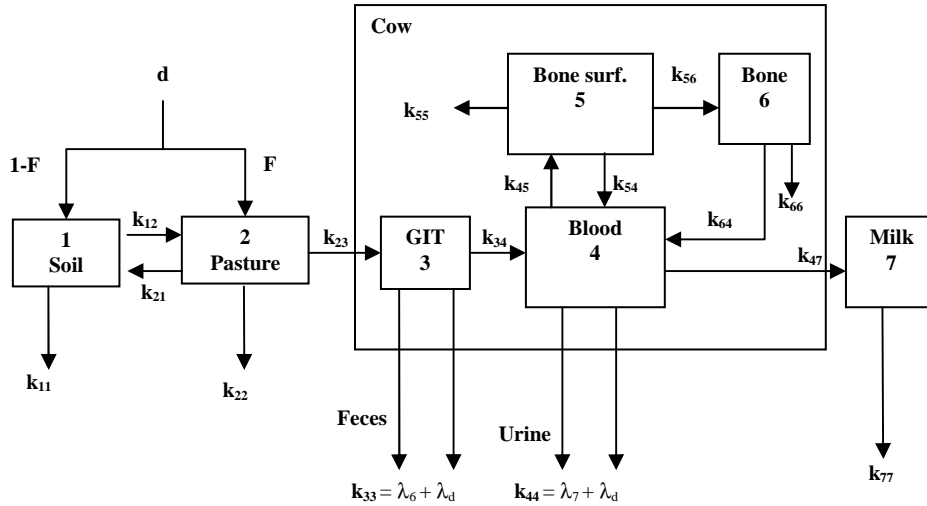 Cow
d
1-F
F
Bone surf.
5
k₅₆
Bone
6
k₅₅
k₄₅
k₅₄
k₆₄
k₆₆
1
Soil
k₁₂
k₂₁
2
Pasture
k₂₃
GIT
3
k₃₄
Blood
4
k₄₇
Milk
7
k₁₁
k₂₂
Feces
Urine
k₃₃ = λ₆ + λd
k₄₄ = λ₇ + λd
k₇₇